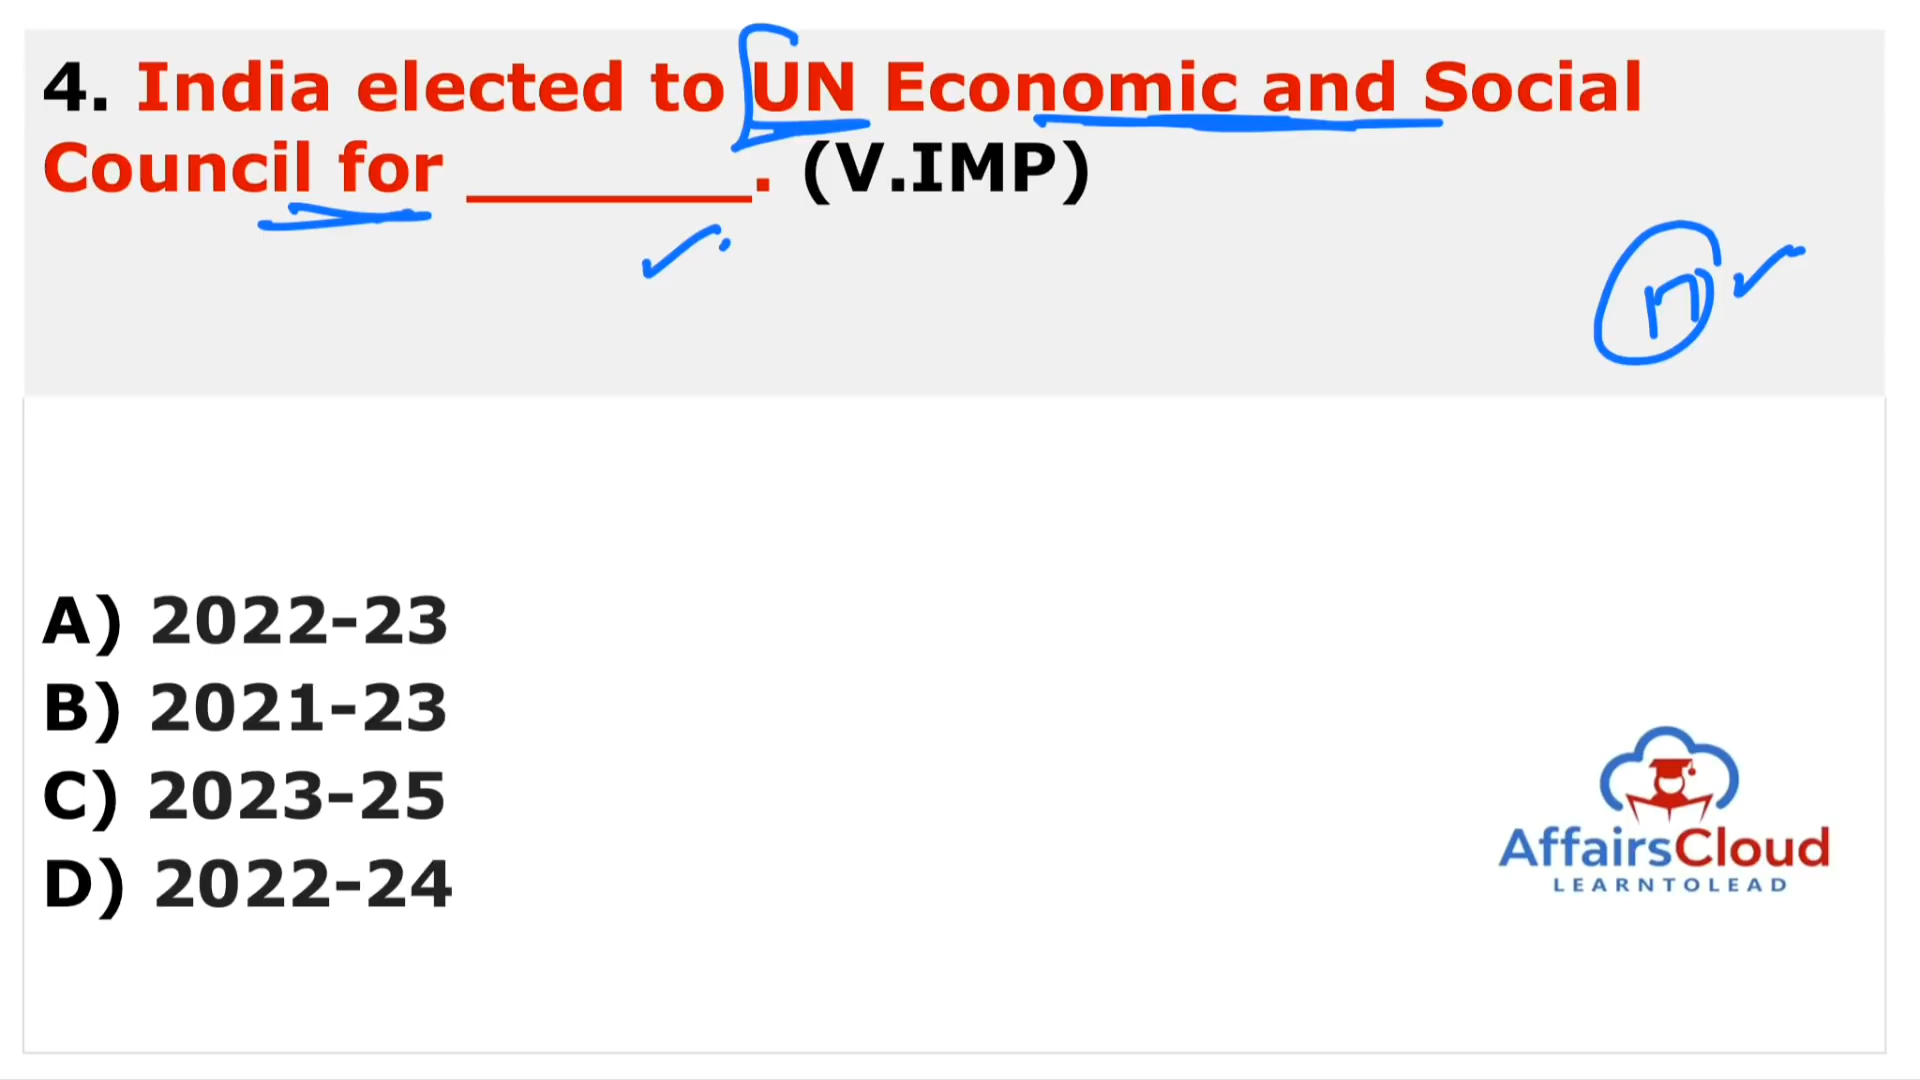 4. India elected to UN Economic and Social
Council for ________. (V.IMP)
A) 2022-23
B) 2021-23
C) 2023-25
D) 2022-24
AffairsCloud
LEARNTOLEAD